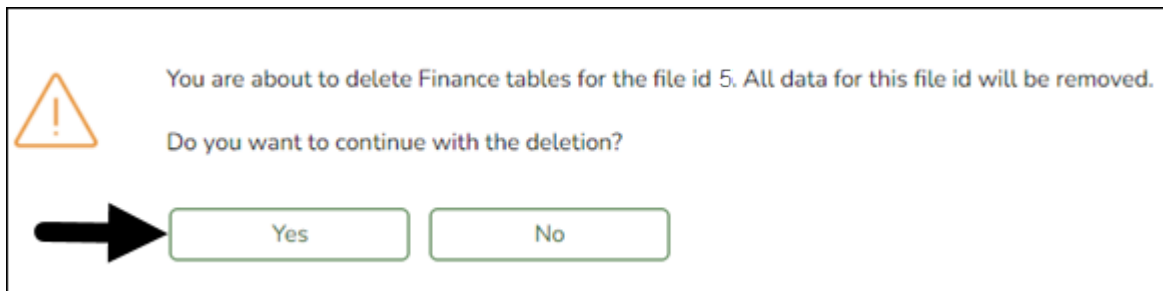 You are about to delete Finance tables for the file id 5. All data for this file id will be removed.
Do you want to continue with the deletion?
Yes No